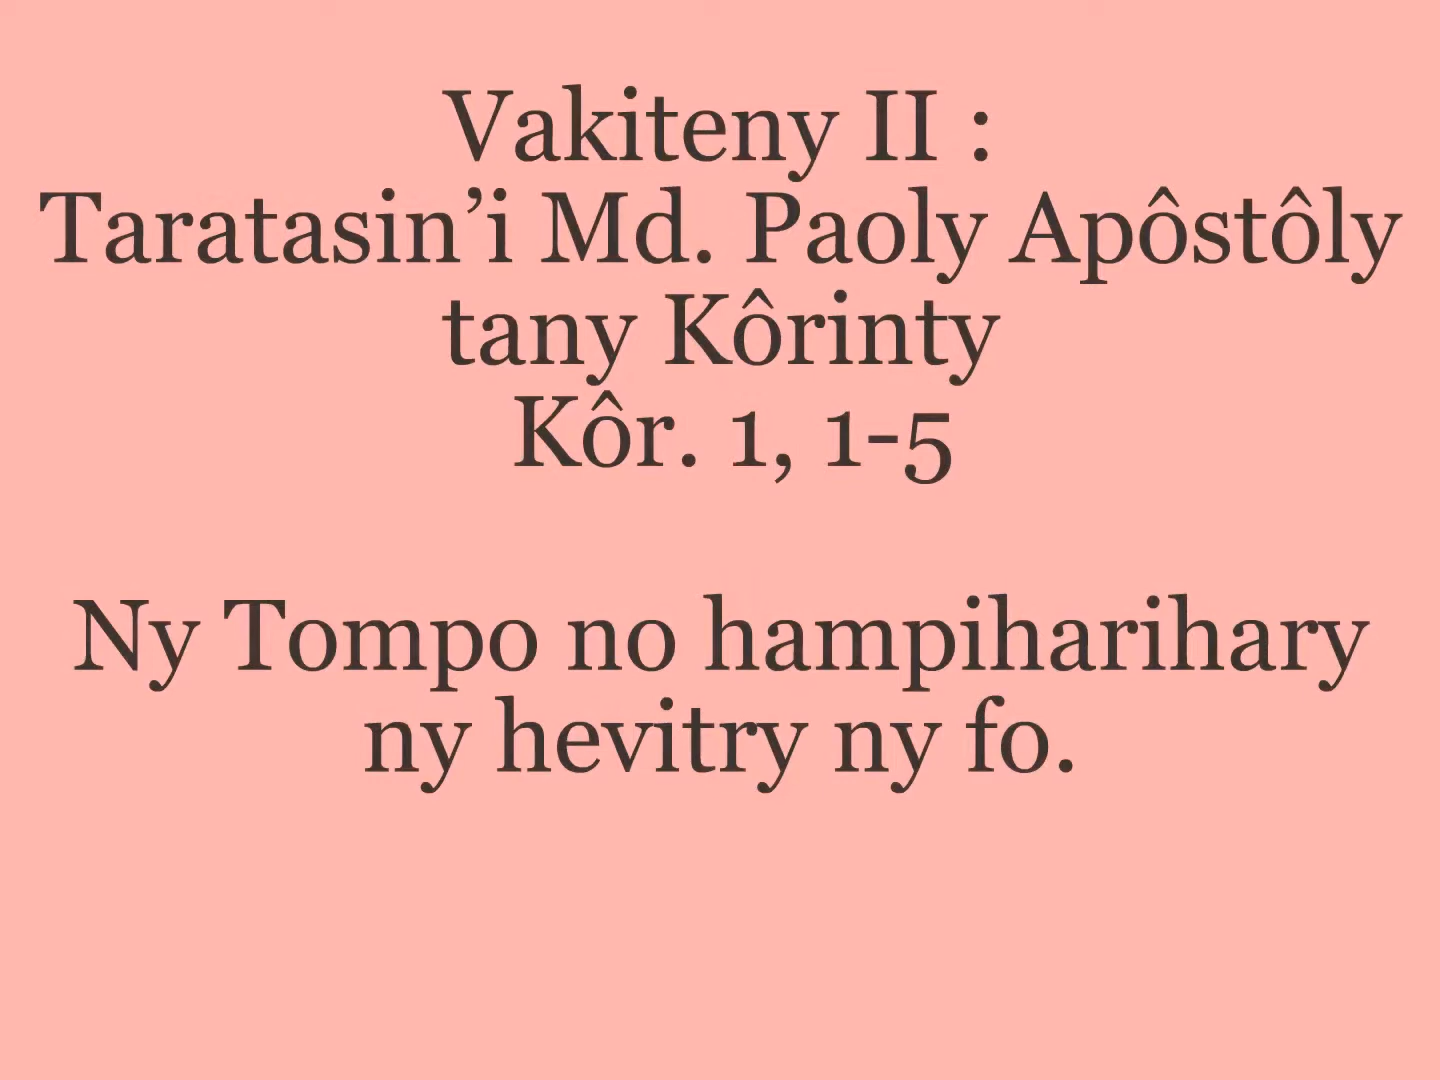 Vakiteny II :
Taratasin’i Md. Paoly Apôstôly
tany Kôrinty
Kôr. 1, 1-5
Ny Tompo no hampiharihary
ny hevitry ny fo.